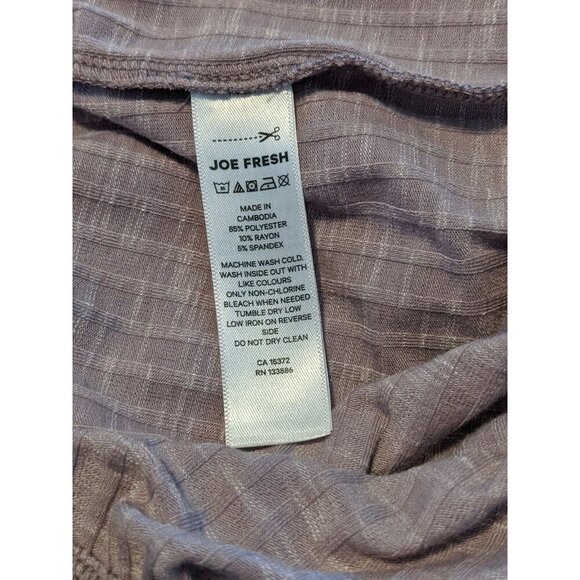 JOE FRESH
MADE IN
CAMBODIA
85% POLYESTER
10% RAYON
5% SPANDEX
MACHINE WASH COLD.
WASH INSIDE OUT WITH
LIKE COLOURS
ONLY NON-CHLORINE
BLEACH WHEN NEEDED
TUMBLE DRY LOW
LOW IRON ON REVERSE
SIDE
DO NOT DRY CLEAN
CA 15372
RN 133886